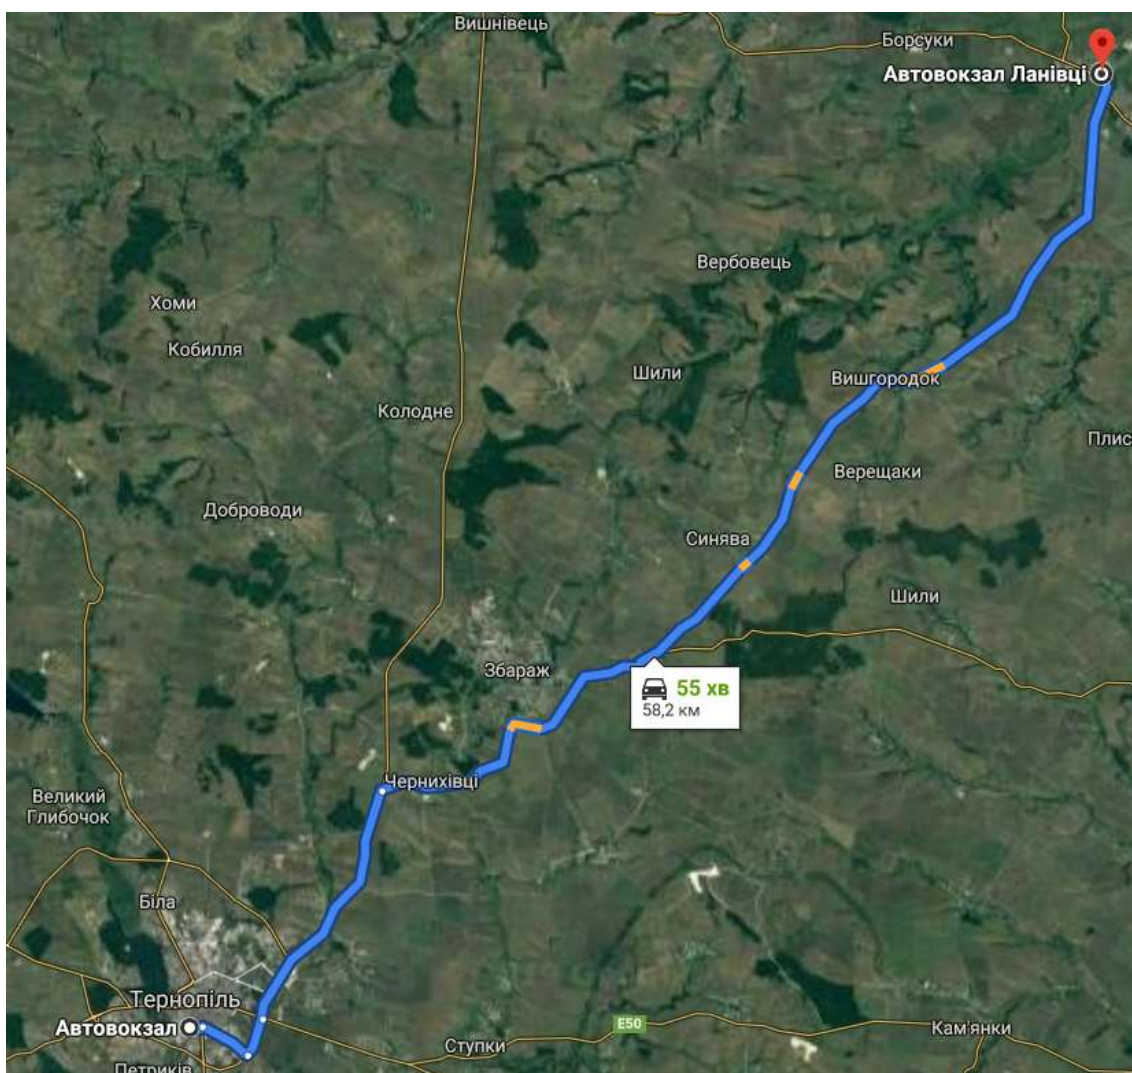 Вишнівець
Борсуки
Автовокзал Ланівці
Вербовець
Хоми
Кобилля
Шили
Вишгородок
Колодне
Плис
Верещаки
Доброводи
Синява
Шили
Збараж
55 хв
58,2 км
Чернихівці
Великий
Глибочок
Біла
Тернопіль
Автовокзал
E50
Кам'янки
Ступки
Петриків